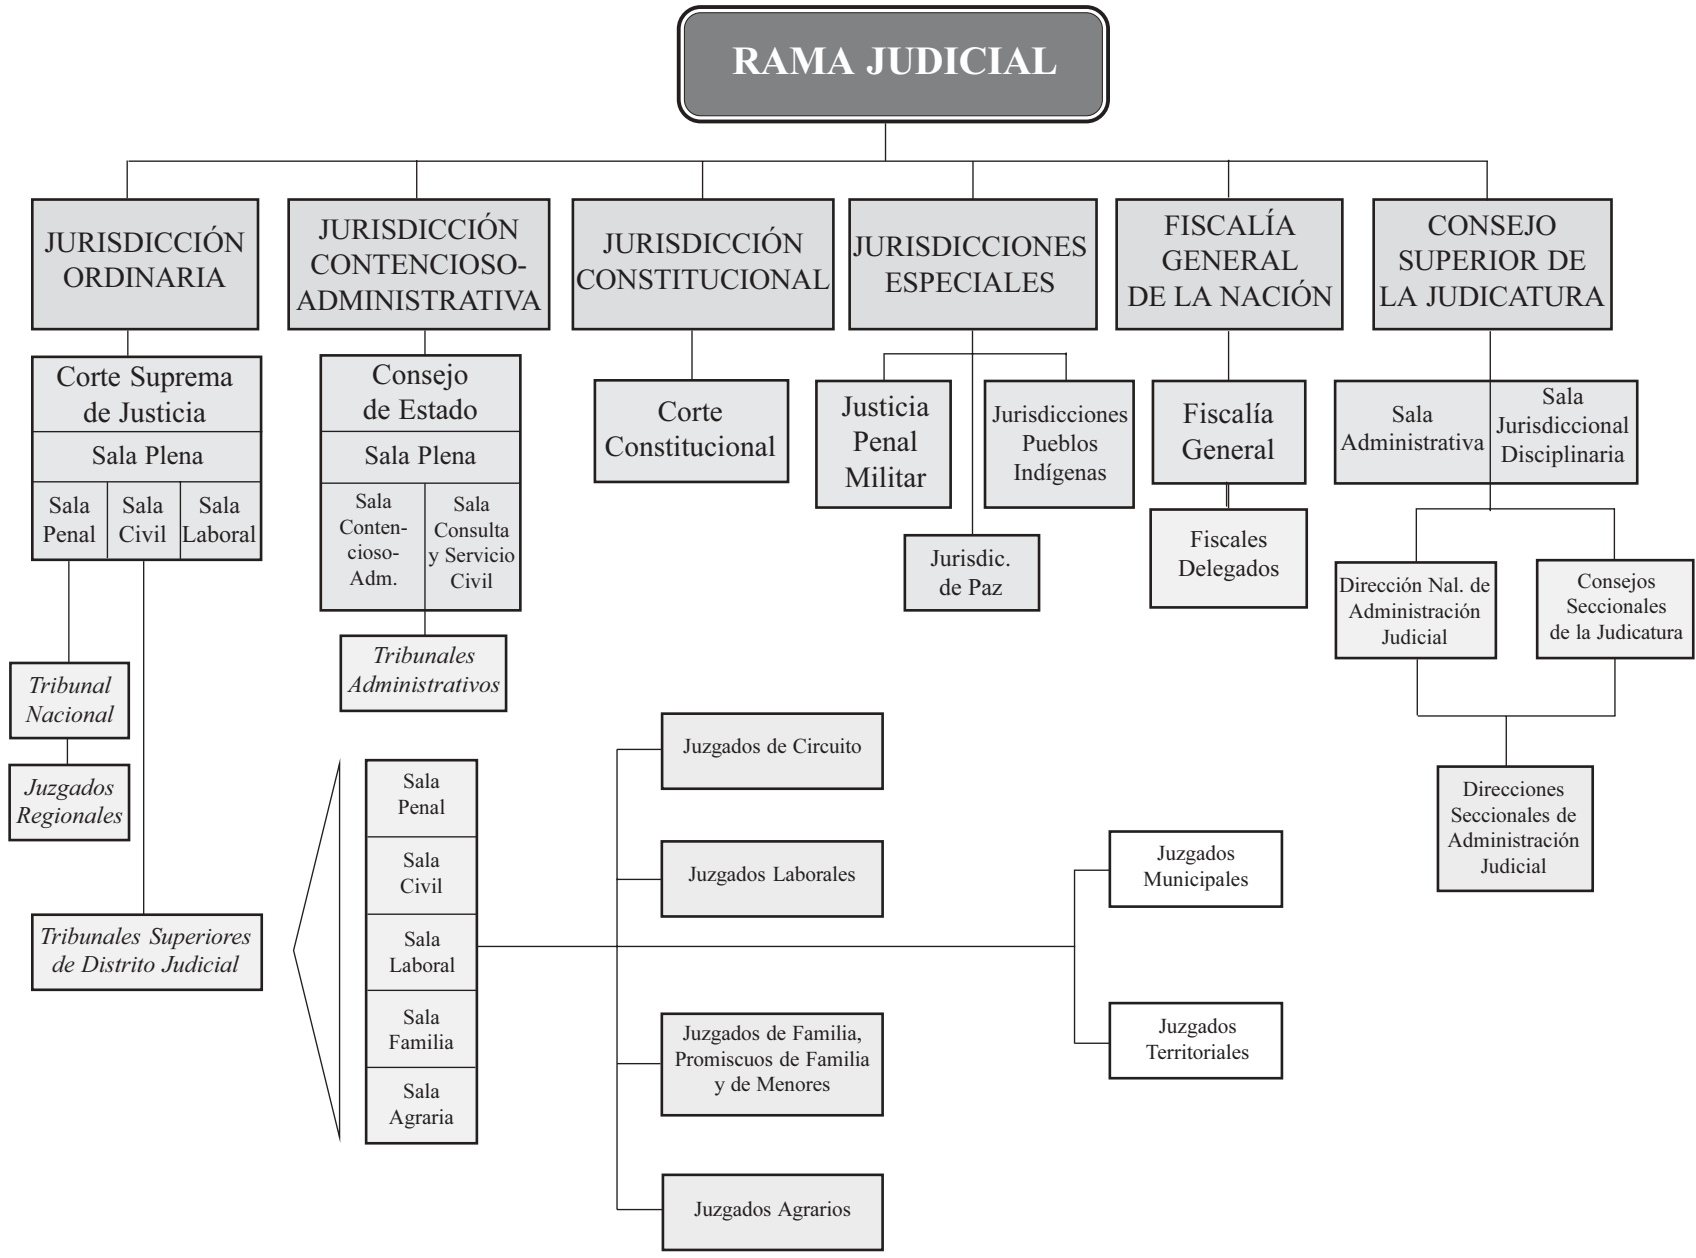 RAMA JUDICIAL
JURISDICCIÓN
ORDINARIA
JURISDICCIÓN
CONTENCIOSO-
ADMINISTRATIVA
JURISDICCIÓN
CONSTITUCIONAL
JURISDICCIONES
ESPECIALES
FISCALÍA
GENERAL
DE LA NACIÓN
CONSEJO
SUPERIOR DE
LA JUDICATURA
Corte Suprema
de Justicia
Sala Plena
Sala
Penal
Sala
Civil
Sala
Laboral
Consejo
de Estado
Sala Plena
Sala
Conten-
cioso-
Adm.
Sala
Consulta
y Servicio
Civil
Corte
Constitucional
Justicia
Penal
Militar
Jurisdicciones
Pueblos
Indígenas
Jurisdic.
de Paz
Fiscalía
General
Fiscales
Delegados
Sala
Administrativa
Sala
Jurisdiccional
Disciplinaria
Dirección Nal. de
Administración
Judicial
Consejos
Seccionales
de la Judicatura
Direcciones
Seccionales de
Administración
Judicial
Tribunal
Nacional
Juzgados
Regionales
Tribunales
Administrativos
Tribunales Superiores
de Distrito Judicial
Sala
Penal
Sala
Civil
Sala
Laboral
Sala
Familia
Sala
Agraria
Juzgados de Circuito
Juzgados Laborales
Juzgados de Familia,
Promiscuos de Familia
y de Menores
Juzgados Agrarios
Juzgados
Municipales
Juzgados
Territoriales